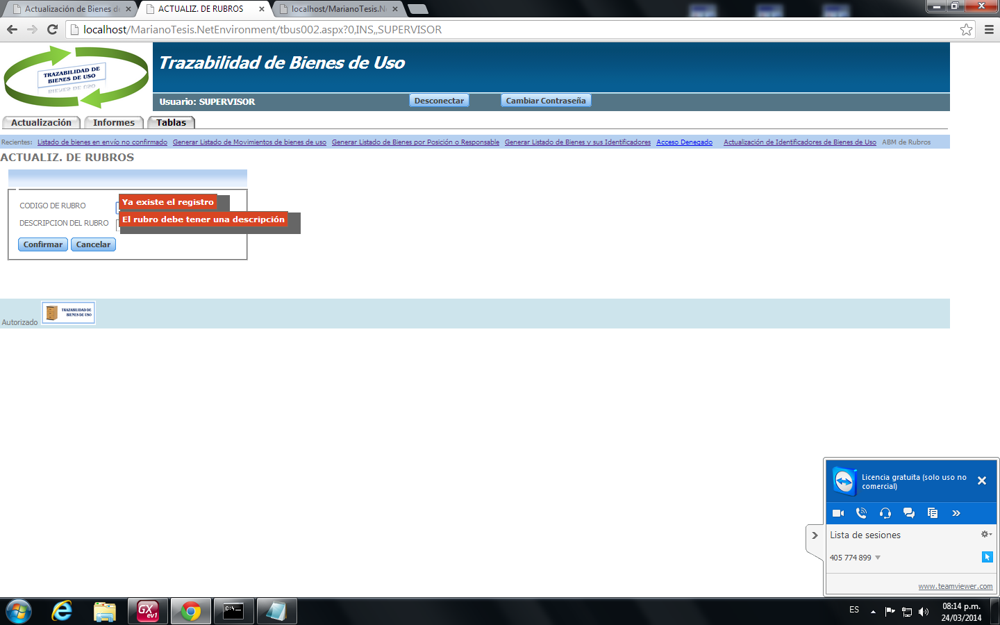 Actualización de Bienes de
ACTUALIZ. DE RUBROS
localhost/MarianoTesis.Ne
localhost/MarianoTesis.NetEnvironment/tbus002.aspx?0,INS,,SUPERVISOR
TRAZABILIDAD DE
BIENES DE USO
Trazabilidad de Bienes de Uso
Usuario: SUPERVISOR
Desconectar
Cambiar Contraseña
Actualización
Informes
Tablas
Recientes: Listado de bienes en envío no confirmado Generar Listado de Movimientos de bienes de uso Generar Listado de Bienes por Posición o Responsable Generar Listado de Bienes y sus Identificadores Acceso Denegado Actualización de Identificadores de Bienes de Uso ABM de Rubros
ACTUALIZ. DE RUBROS
CODIGO DE RUBRO
Ya existe el registro
DESCRIPCION DEL RUBRO
El rubro debe tener una descripción
Confirmar
Cancelar
Autorizado
TRAZABILIDAD DE
BIENES DE USO
Licencia gratuita (solo uso no
comercial)
Lista de sesiones
405 774 899
www.teamviewer.com
GX
ev1
C:\_
ES
08:14 p.m.
24/03/2014